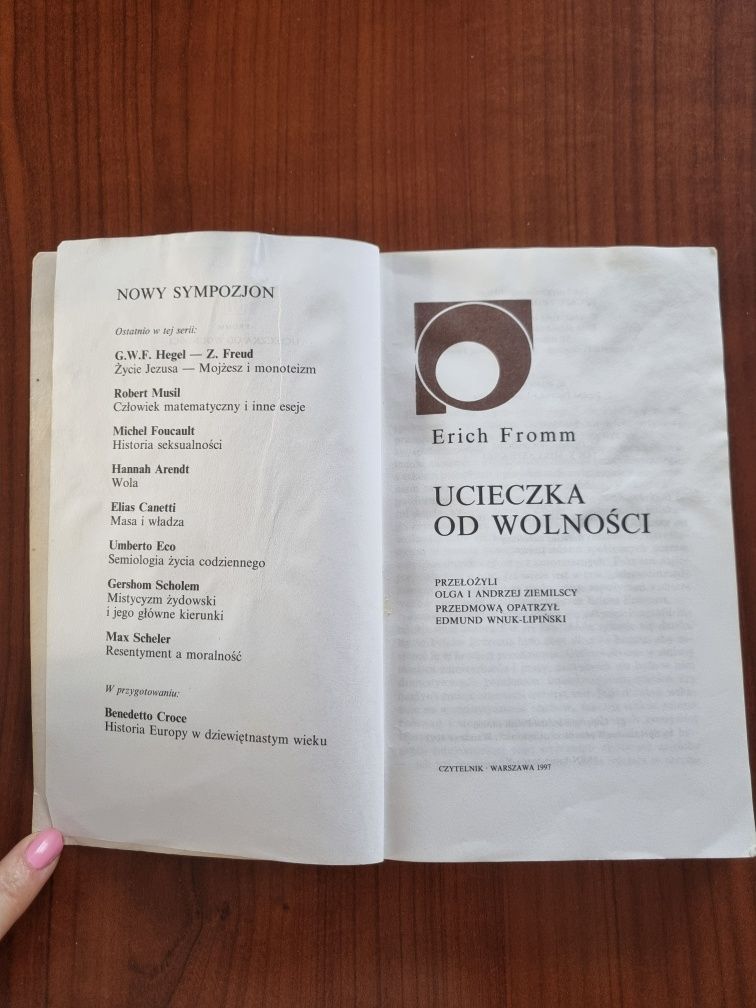 NOWY SYMPOZJON
Ostatnio w tej serii:
G.W.F. Hegel — Z. Freud
Życie Jezusa — Mojżesz i monoteizm
Robert Musil
Człowiek matematyczny i inne eseje
Michel Foucault
Historia seksualności
Hannah Arendt
Wola
Elias Canetti
Masa i władza
Umberto Eco
Semiologia życia codziennego
Gershom Scholem
Mistycyzm żydowski
i jego główne kierunki
Max Scheler
Resentyment a moralność
W przygotowaniu:
Benedetto Croce
Historia Europy w dziewiętnastym wieku
Erich Fromm
UCIECZKA
OD WOLNOŚCI
PRZEŁOŻYLI
OLGA I ANDRZEJ ZIEMILSCY
PRZEDMOWĄ OPATRZYŁ
EDMUND WNUK-LIPIŃSKI
CZYTELNIK · WARSZAWA 1997